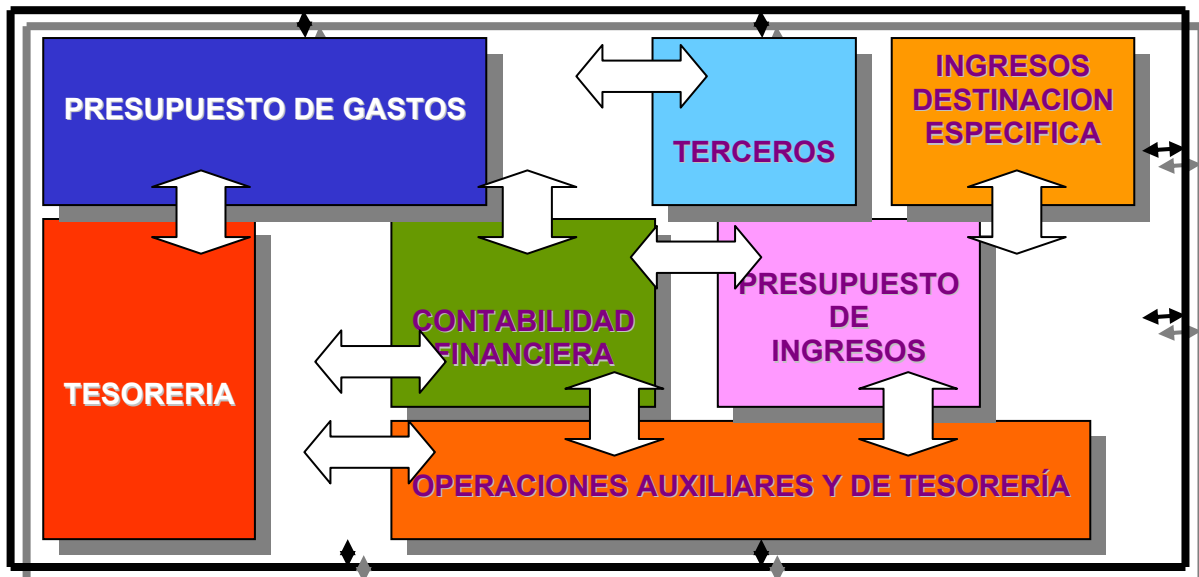 PRESUPUESTO DE GASTOS
TERCEROS
INGRESOS
DESTINACION
ESPECIFICA
TESORERIA
CONTABILIDAD
FINANCIERA
PRESUPUESTO
DE
INGRESOS
OPERACIONES AUXILIARES Y DE TESORERÍA